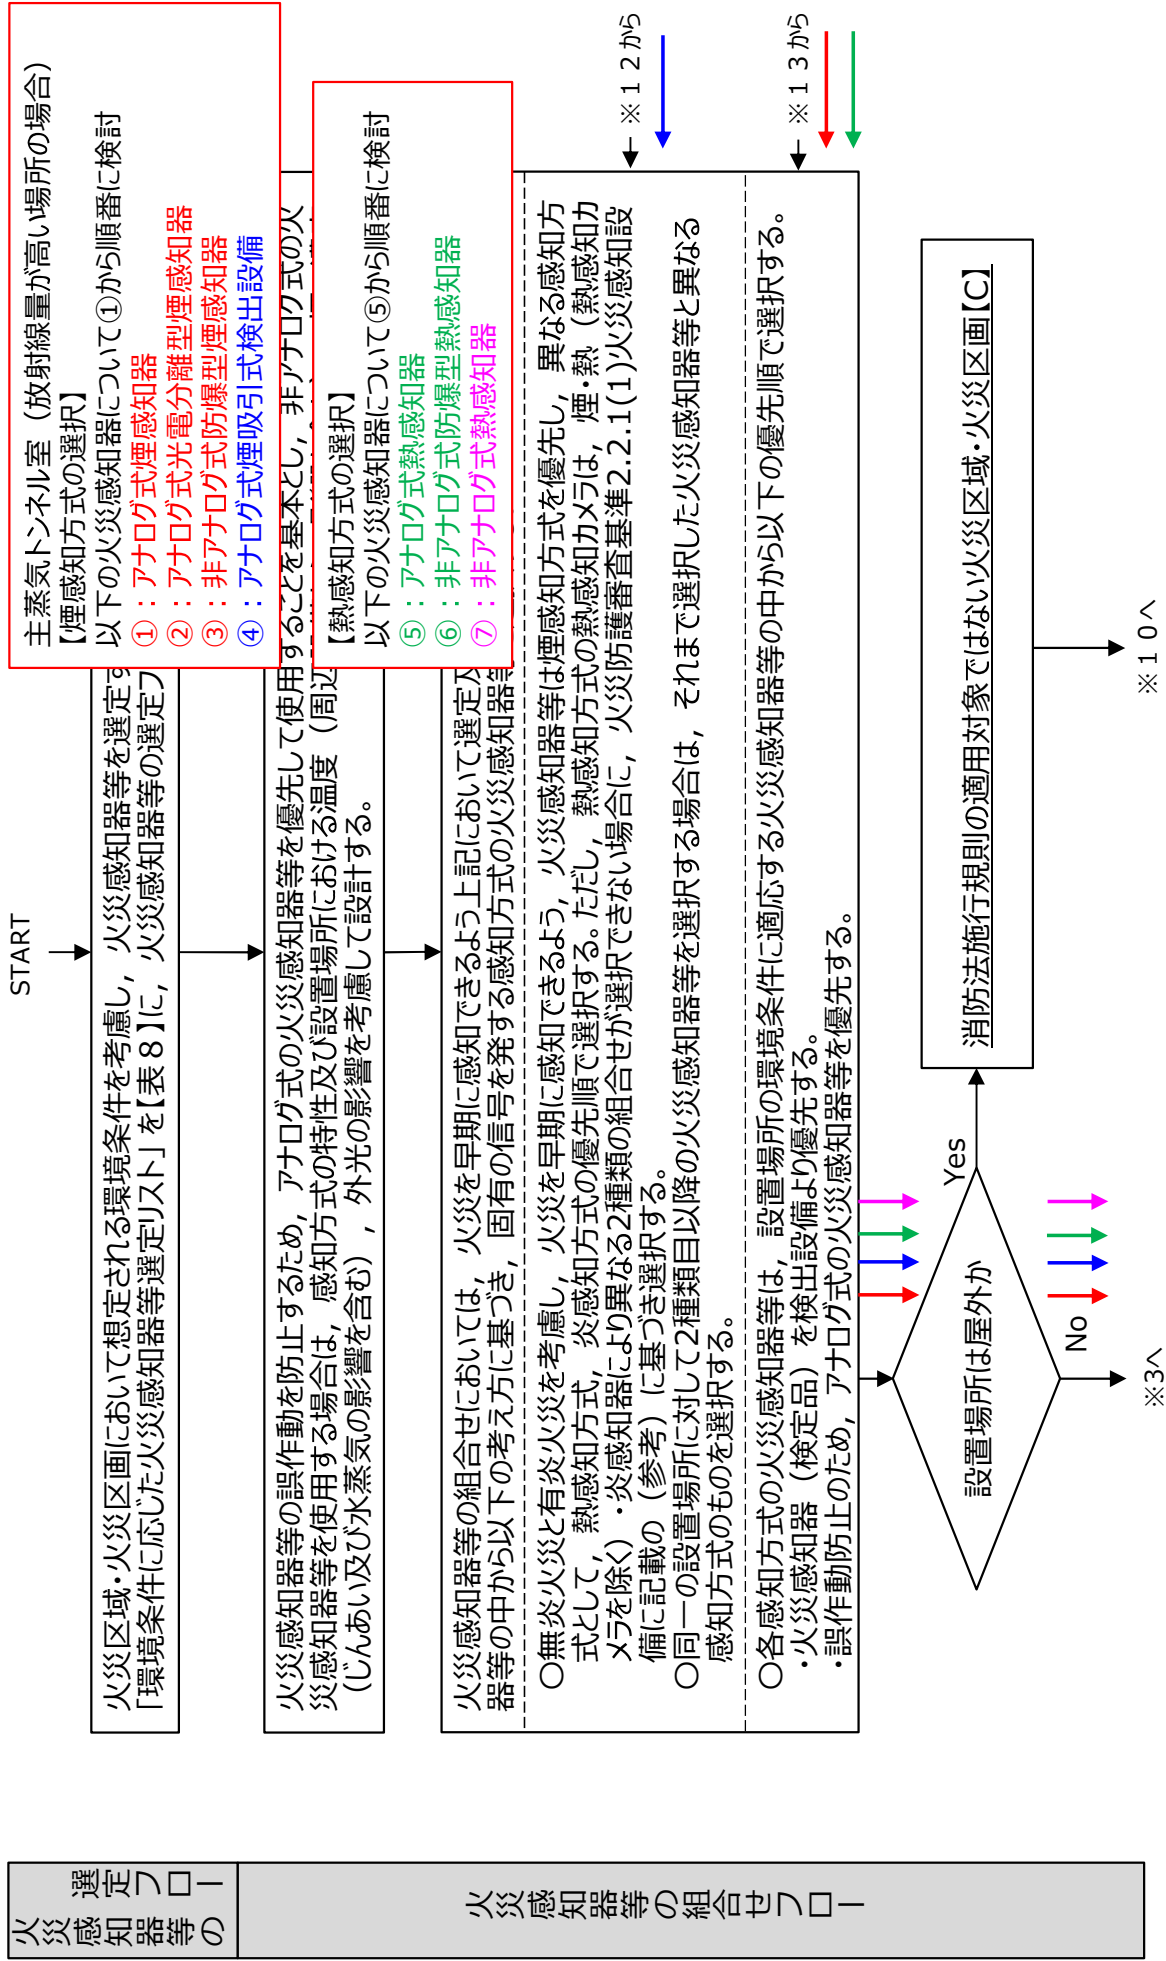 火災感知器等の
選定フロー
火災感知器等の組合せフロー
START
火災区域・火災区画において想定される環境条件を考慮し，火災感知器等を選定す
「環境条件に応じた火災感知器等選定リスト」を【表８】に，火災感知器等の選定フ
主蒸気トンネル室（放射線量が高い場所の場合）
【煙感知方式の選択】
以下の火災感知器について①から順番に検討
①：アナログ式煙感知器
②：アナログ式光電分離型煙感知器
③：非アナログ式防爆型煙感知器
④：アナログ式煙吸引式検出設備
火災感知器等の誤作動を防止するため，アナログ式の火災感知器等を優先して使用することを基本とし，非アナログ式の火
災感知器等を使用する場合は，感知方式の特性及び設置場所における温度（周辺
（じんあい及び水蒸気の影響を含む），外光の影響を考慮して設計する。
【熱感知方式の選択】
以下の火災感知器について⑤から順番に検討
⑤：アナログ式熱感知器
⑥：非アナログ式防爆型熱感知器
⑦：非アナログ式熱感知器
火災感知器等の組合せにおいては，火災を早期に感知できるよう上記において選定及
器等の中から以下の考え方に基づき，固有の信号を発する感知方式の火災感知器等
○無炎火災と有炎火災を考慮し，火災を早期に感知できるよう，火災感知器等は煙感知方式を優先し，異なる感知方
式として，熱感知方式，炎感知方式の優先順で選択する。ただし，熱感知方式の熱感知カメラは，煙・熱（熱感知カ
メラを除く）・炎感知器により異なる2種類の組合せが選択できない場合に，火災防護審査基準2.2.1(1)火災感知設
備に記載の（参考）に基づき選択する。
○同一の設置場所に対して2種類目以降の火災感知器等を選択する場合は，それまで選択した火災感知器等と異なる
感知方式のものを選択する。
※１２から
○各感知方式の火災感知器等は，設置場所の環境条件に適応する火災感知器等の中から以下の優先順で選択する。
・火災感知器（検定品）を検出設備より優先する。
・誤作動防止のため，アナログ式の火災感知器等を優先する。
※１３から
設置場所は屋外か
Yes
消防法施行規則の適用対象ではない火災区域・火災区画【C】
※１０へ
No
※3へ